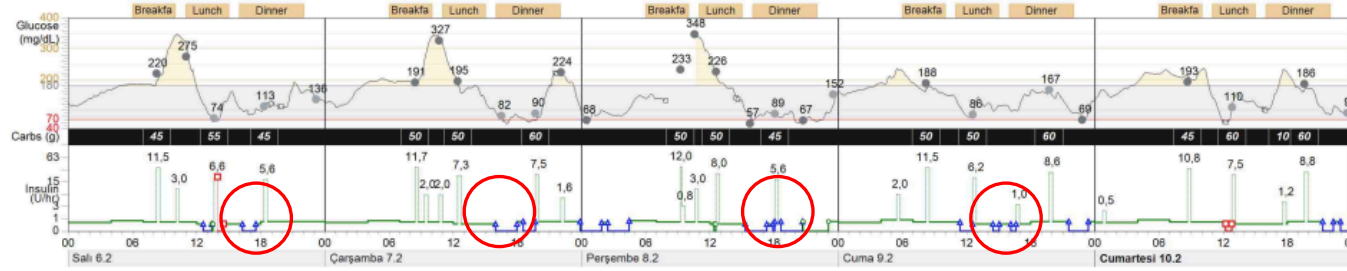 Breakfa Lunch Dinner Breakfa Lunch Dinner Breakfa Lunch Dinner Breakfa Lunch Dinner Breakfa Lunch Dinner
400
Glucose
(mg/dL)
300
200
180
70
40
220 275 74 113 136 191 327 195 82 90 224 68 233 348 226 57 89 67 152 188 86 167 69 193 110 186 9
Carbs (g) 45 55 45 50 50 60 50 50 45 50 50 60 45 60 10 60
63
15
Insulin
(U/hr)
3
1
0
11,5 3,0 6,6 5,6 11,7 2,0 2,0 7,3 7,5 1,6 12,0 0,8 3,0 8,0 5,6 2,0 11,5 6,2 1,0 8,6 0,5 10,8 7,5 1,2 8,8
00 06 12 18 00 06 12 18 00 06 12 18 00 06 12 18 00 06 12 18 00
Salı 6.2 Çarşamba 7.2 Perşembe 8.2 Cuma 9.2 Cumartesi 10.2